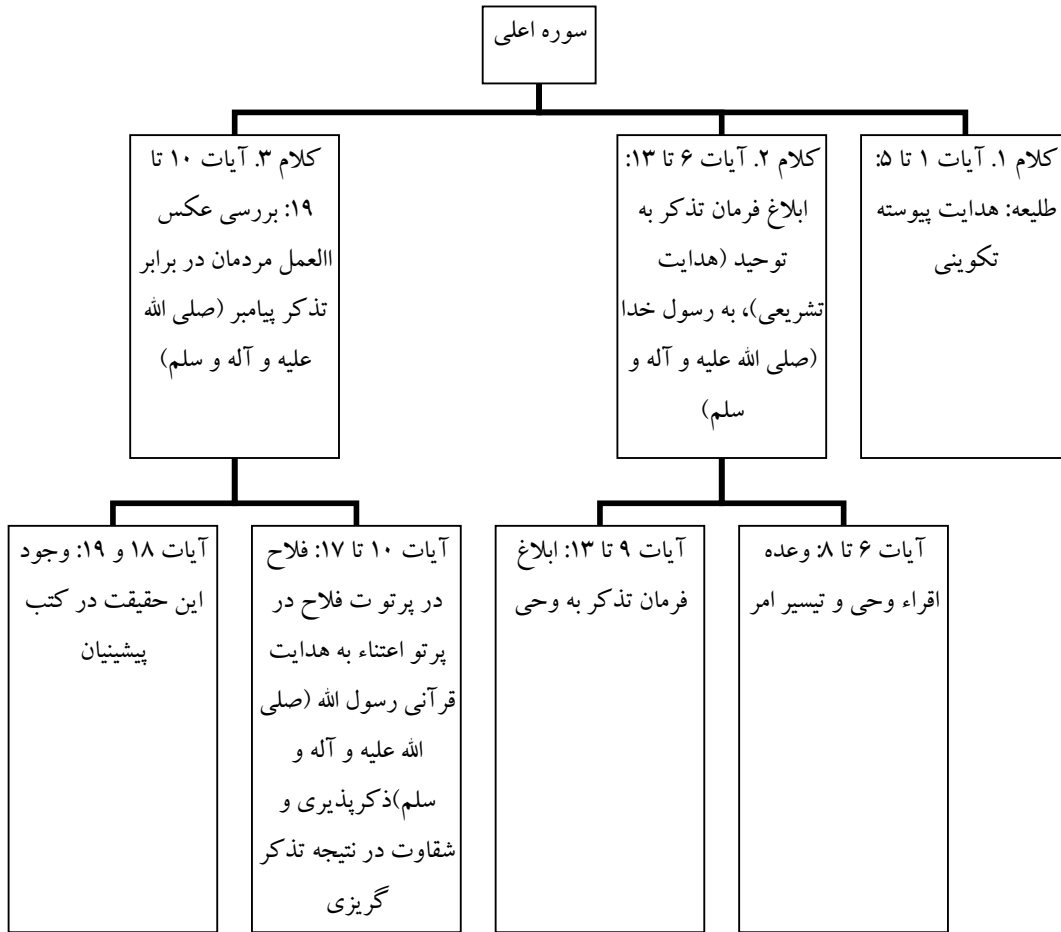 سوره اعلی
کلام ۱. آیات ۱ تا ۵:
طلیعه: هدایت پیوسته
تکوینی
کلام ۲. آیات ۶ تا ۱۳:
ابلاغ فرمان تذکر به
توحید (هدایت
تشریعی)، به رسول خدا
(صلی الله علیه و آله و
سلم)
کلام ۳. آیات ۱۰ تا
۱۹: بررسی عکس
االعمل مردمان در برابر
تذکر پیامبر (صلی الله
علیه و آله و سلم)
آیات ۶ تا ۸: وعده
اقراء وحی و تیسیر امر
آیات ۹ تا ۱۳: ابلاغ
فرمان تذکر به وحی
آیات ۱۰ تا ۱۷: فلاح
در پرتو ت فلاح در
پرتو اعتناء به هدایت
قرآنی رسول الله (صلی
الله علیه و آله و
سلم)ذکرپذیری و
شقاوت در نتیجه تذکر
گریزی
آیات ۱۸ و ۱۹: وجود
این حقیقت در کتب
پیشینیان